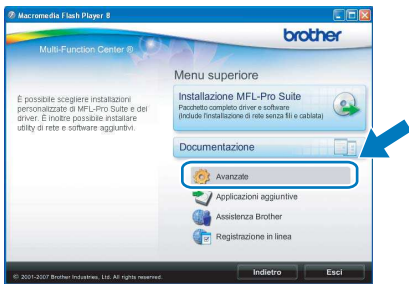 Macromedia Flash Player 8
brother
Multi-Function Center ®
Menu superiore
È possibile scegliere installazioni
personalizzate di MFL-Pro Suite e dei
driver. È inoltre possibile installare
utility di rete e software aggiuntivi.
Installazione MFL-Pro Suite
Pacchetto completo driver e software
(Include l'installazione di rete senza fili e cablata)
Documentazione
Avanzate
Applicazioni aggiuntive
Assistenza Brother
Registrazione in linea
© 2001-2007 Brother Industries, Ltd. All rights reserved.
Indietro
Esci